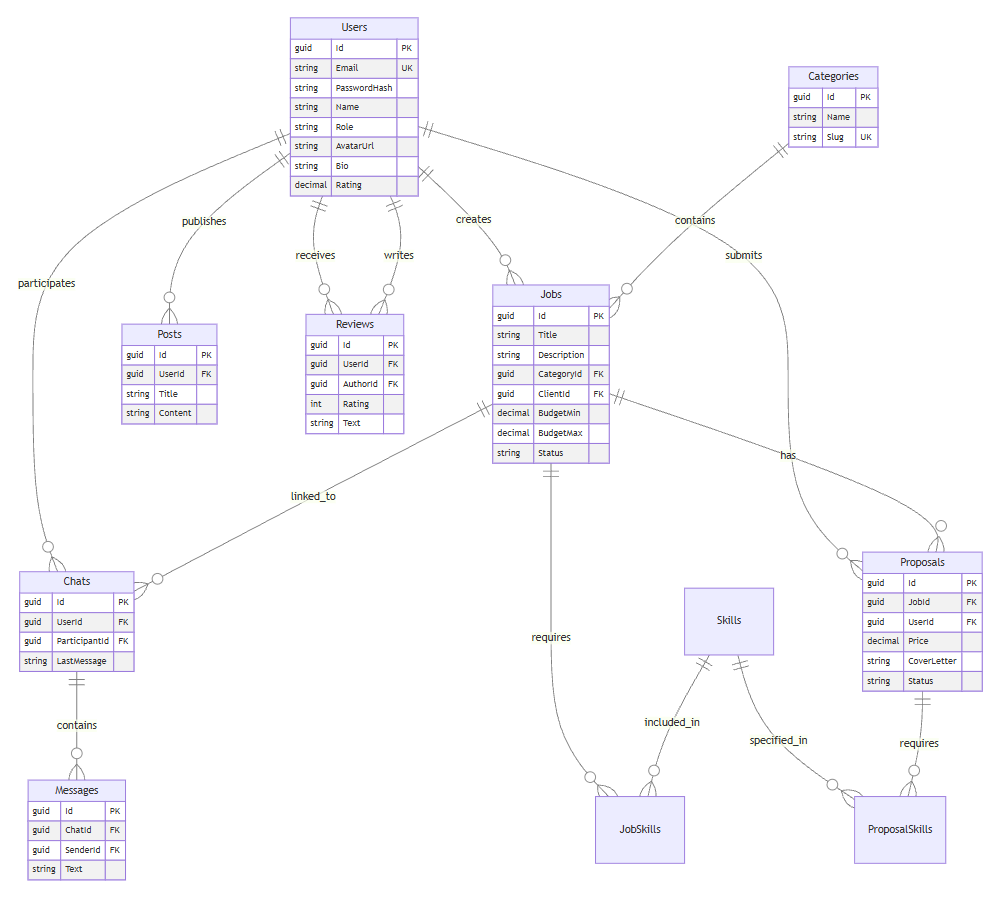 Users
guid Id PK
string Email UK
string PasswordHash
string Name
string Role
string AvatarUrl
string Bio
decimal Rating
Categories
guid Id PK
string Name
string Slug UK
publishes
creates
contains
receives
writes
submits
participates
Posts
guid Id PK
guid UserId FK
string Title
string Content
Reviews
guid Id PK
guid UserId FK
guid AuthorId FK
int Rating
string Text
Jobs
guid Id PK
string Title
string Description
guid CategoryId FK
guid ClientId FK
decimal BudgetMin
decimal BudgetMax
string Status
has
linked_to
Chats
guid Id PK
guid UserId FK
guid ParticipantId FK
string LastMessage
Proposals
guid Id PK
guid JobId FK
guid UserId FK
decimal Price
string CoverLetter
string Status
Skills
requires
contains
included_in
specified_in
requires
Messages
guid Id PK
guid ChatId FK
guid SenderId FK
string Text
JobSkills
ProposalSkills